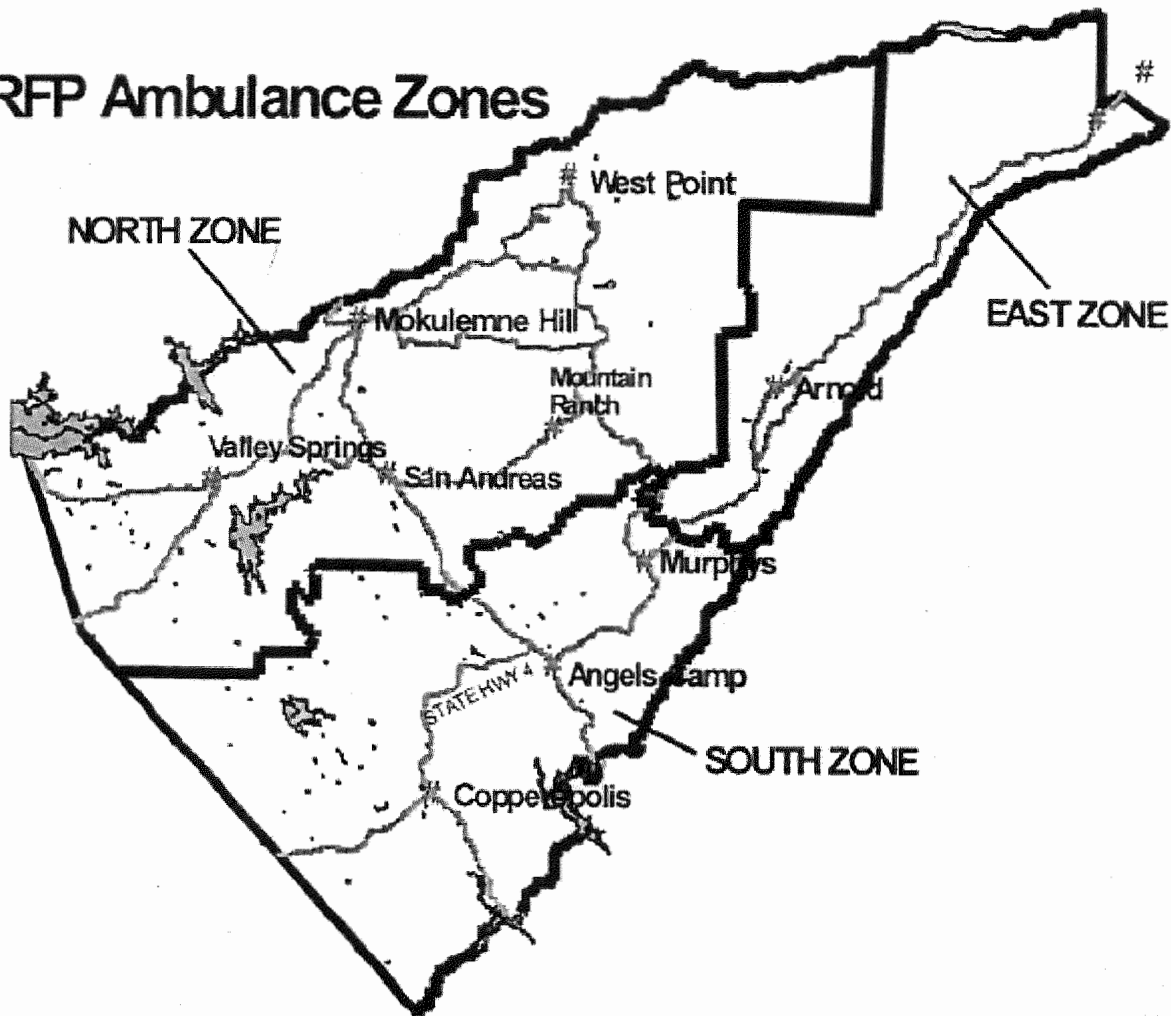 RFP Ambulance Zones
#
#
# West Point
NORTH ZONE
EAST ZONE
# Mokulemne Hill
Mountain
Ranch
#
# Arnold
Valley Springs
#
# San Andreas
# Murphys
# Angels Camp
STATE HWY 4
SOUTH ZONE
# Copperopolis